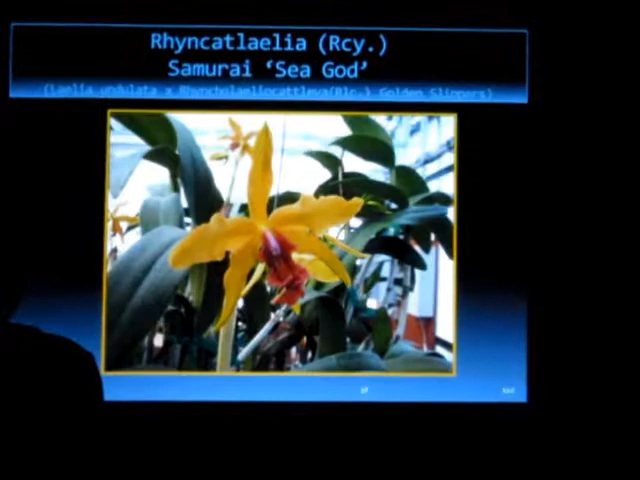 Rhyncatlaelia (Rcy.)
Samurai ‘Sea God’
(Laelia undulata x Rhyncholaeliocattleya(Rlc.) Golden Slippers)